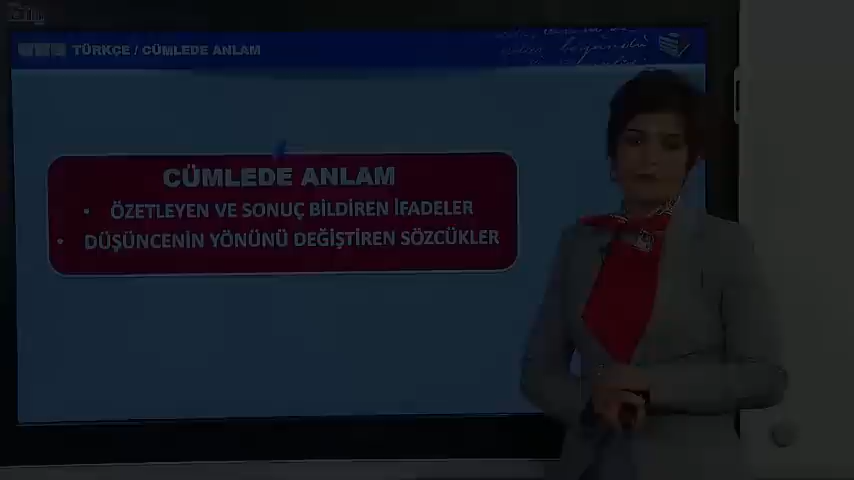 TÜRKÇE / CÜMLEDE ANLAM
CÜMLEDE ANLAM
• ÖZETLEYEN VE SONUÇ BİLDİREN İFADELER
• DÜŞÜNCENİN YÖNÜNÜ DEĞİŞTİREN SÖZCÜKLER